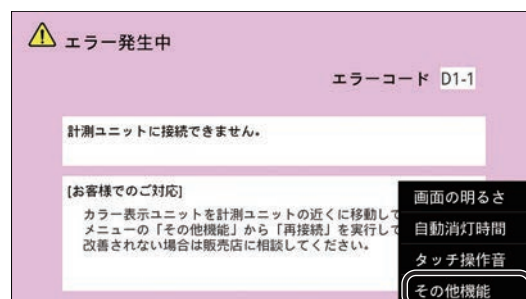 エラー発生中
エラーコード D1-1
計測ユニットに接続できません。
[お客様でのご対応]
カラー表示ユニットを計測ユニットの近くに移動して
メニューの「その他機能」から「再接続」を実行して
改善されない場合は販売店に相談してください。
画面の明るさ
自動消灯時間
タッチ操作音
その他機能